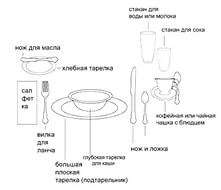 стакан для
воды или молока
стакан для сока
нож для масла
хлебная тарелка
сал
фет
ка
вилка
для
ланча
глубокая тарелка
для каши
большая
плоская
тарелка (подтарельник)
нож и ложка
кофейная или чайная
чашка с блюдцем